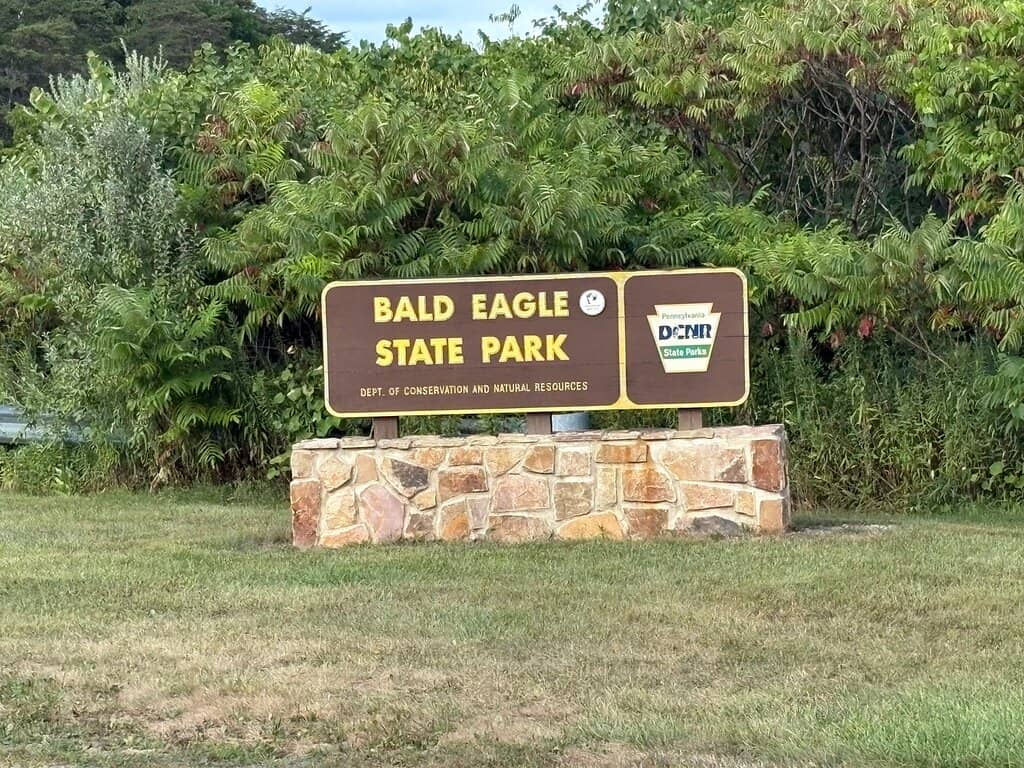 BALD EAGLE
STATE PARK
DEPT. OF CONSERVATION AND NATURAL RESOURCES
Pennsylvania
DCNR
State Parks